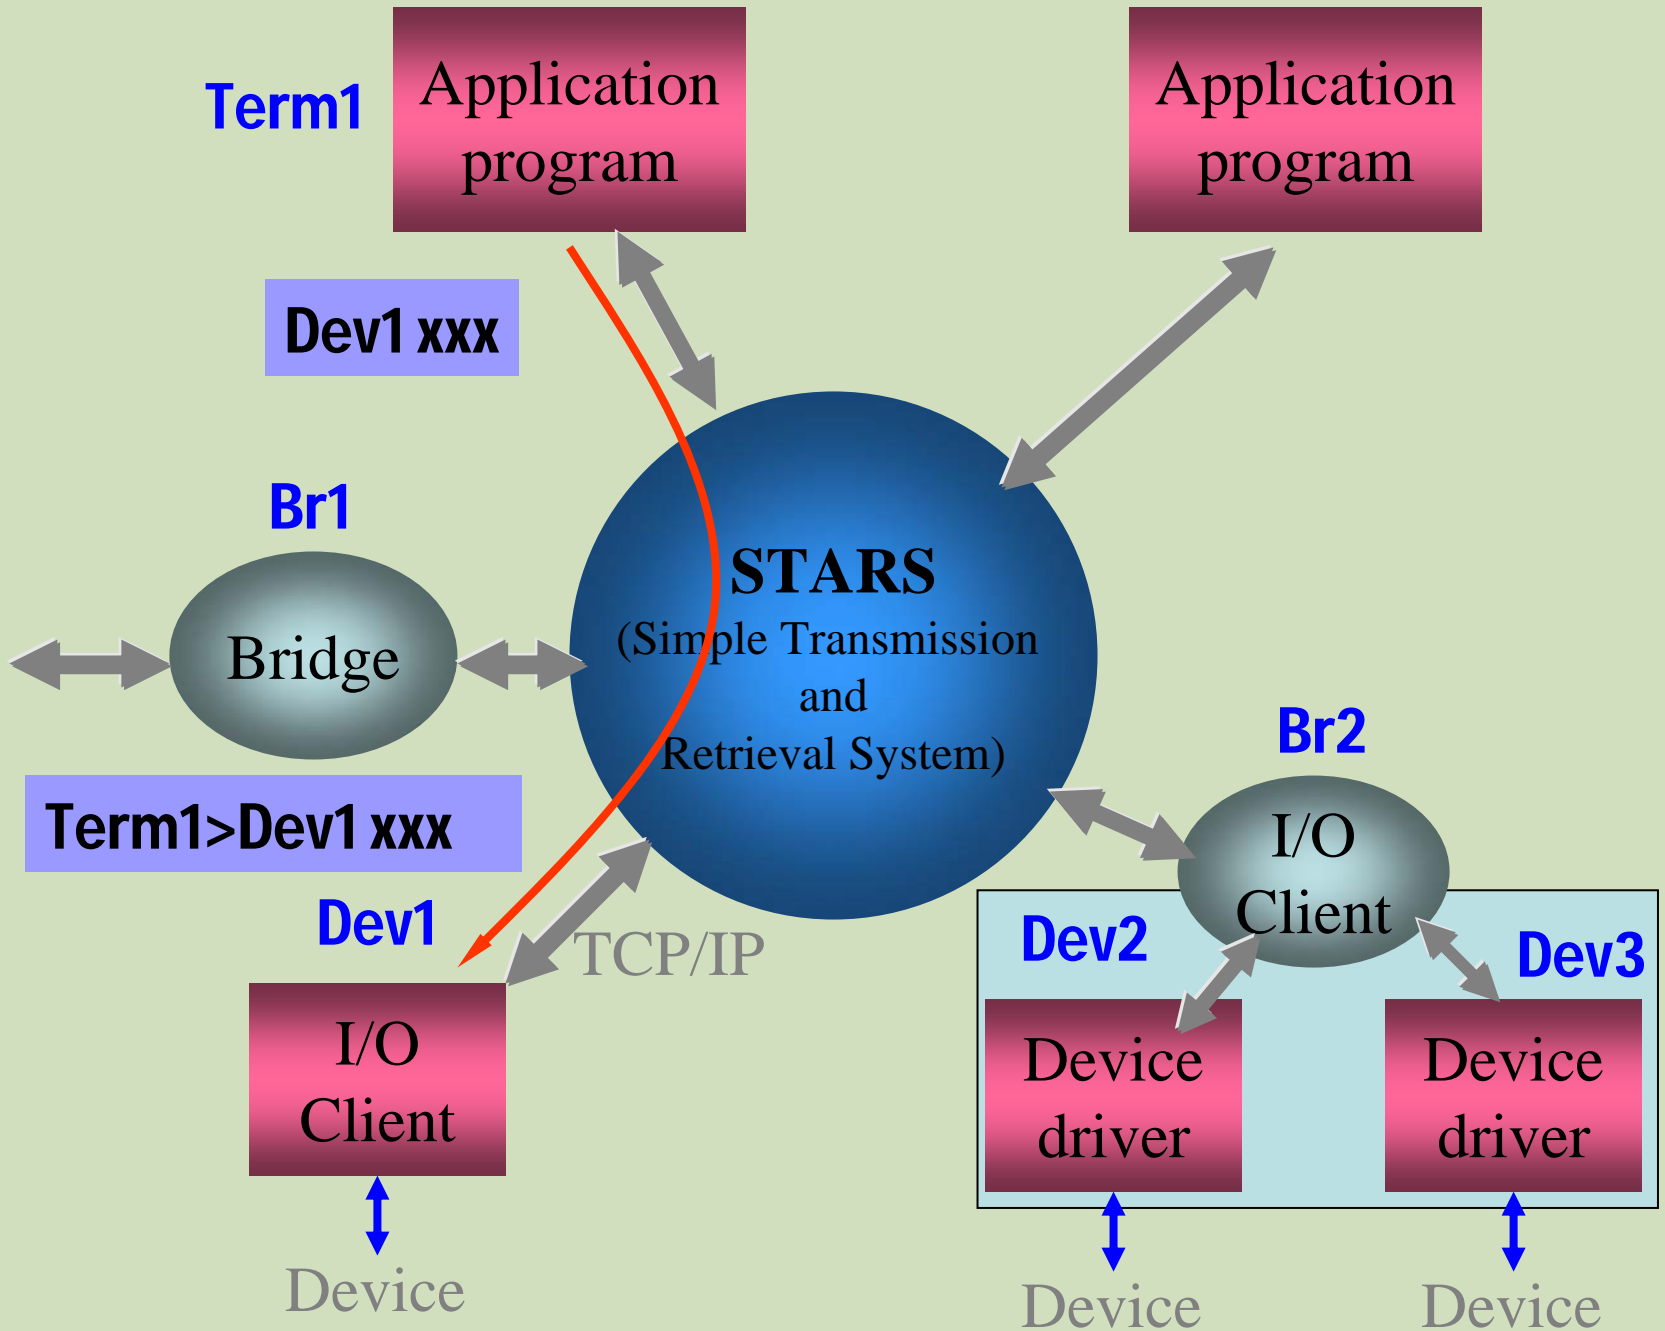 Term1
Application
program
Application
program
Dev1 xxx
Br1
Bridge
STARS
(Simple Transmission
and
Retrieval System)
Term1>Dev1 xxx
Dev1
TCP/IP
I/O
Client
Device
Br2
I/O
Client
Dev2
Dev3
Device
driver
Device
driver
Device
Device